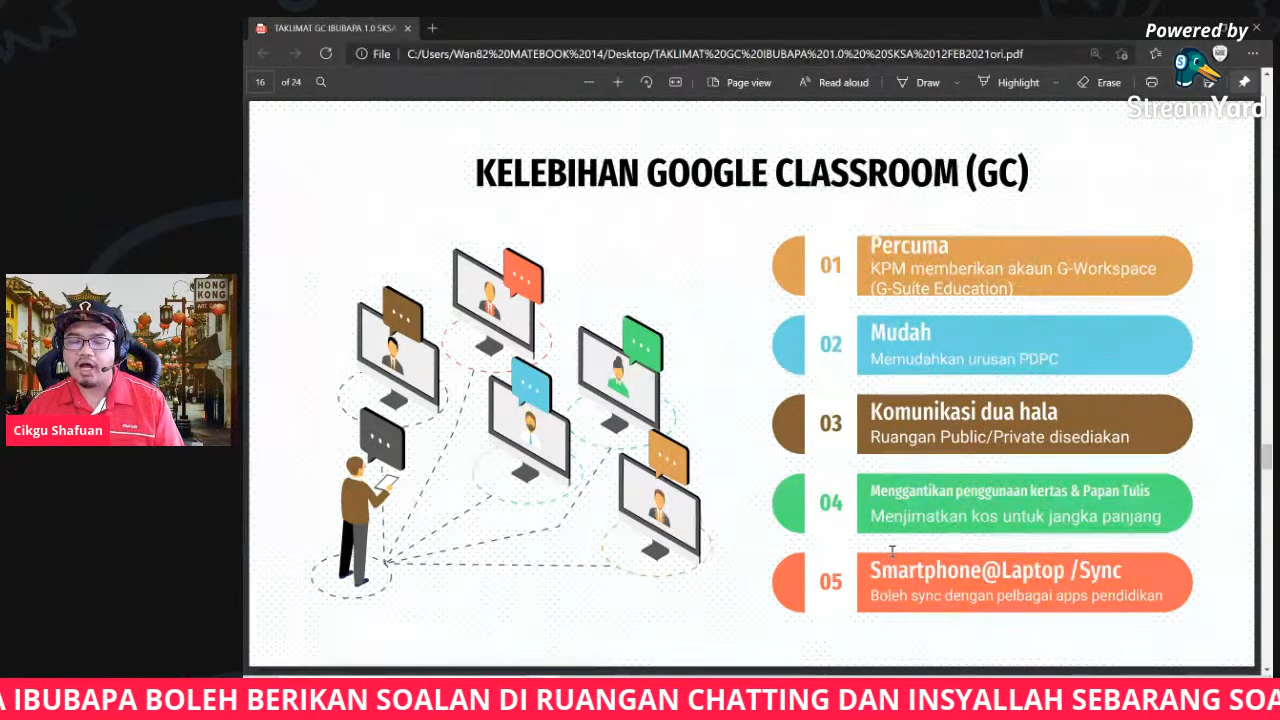 TAKLIMAT GC IBUBAPA 1.0 SKSA
Powered by
File
C:/Users/Wan82%20MATEBOOK%2014/Desktop/TAKLIMAT%20GC%20IBUBAPA%201.0%20%20SKSA%2012FEB2021ori.pdf
16 of 24
Page view
Read aloud
Draw
Highlight
Erase
StreamYard
KELEBIHAN GOOGLE CLASSROOM (GC)
01
Percuma
KPM memberikan akaun G-Workspace
(G-Suite Education)
02
Mudah
Memudahkan urusan PDPC
03
Komunikasi dua hala
Ruangan Public/Private disediakan
04
Menggantikan penggunaan kertas & Papan Tulis
Menjimatkan kos untuk jangka panjang
05
Smartphone@Laptop /Sync
Boleh sync dengan pelbagai apps pendidikan
HONG
KONG
Cikgu Shafuan
A IBUBAPA BOLEH BERIKAN SOALAN DI RUANGAN CHATTING DAN INSYALLAH SEBARANG SOA